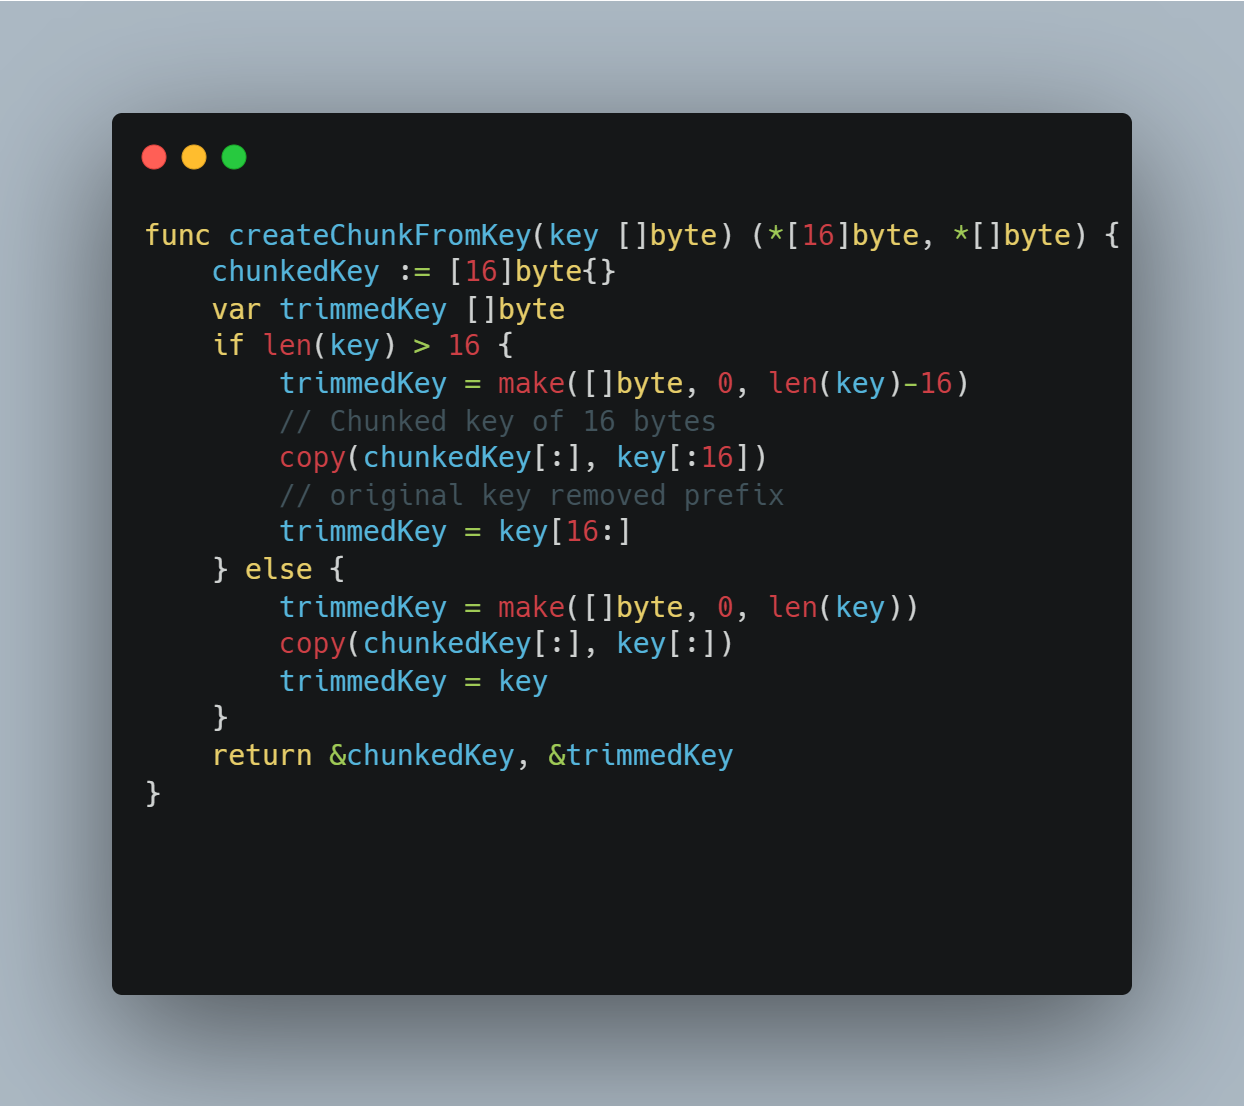 func createChunkFromKey(key []byte) (*[16]byte, *[]byte) {
    chunkedKey := [16]byte{}
    var trimmedKey []byte
    if len(key) > 16 {
        trimmedKey = make([]byte, 0, len(key)-16)
        // Chunked key of 16 bytes
        copy(chunkedKey[:], key[:16])
        // original key removed prefix
        trimmedKey = key[16:]
    } else {
        trimmedKey = make([]byte, 0, len(key))
        copy(chunkedKey[:], key[:])
        trimmedKey = key
    }
    return &chunkedKey, &trimmedKey
}